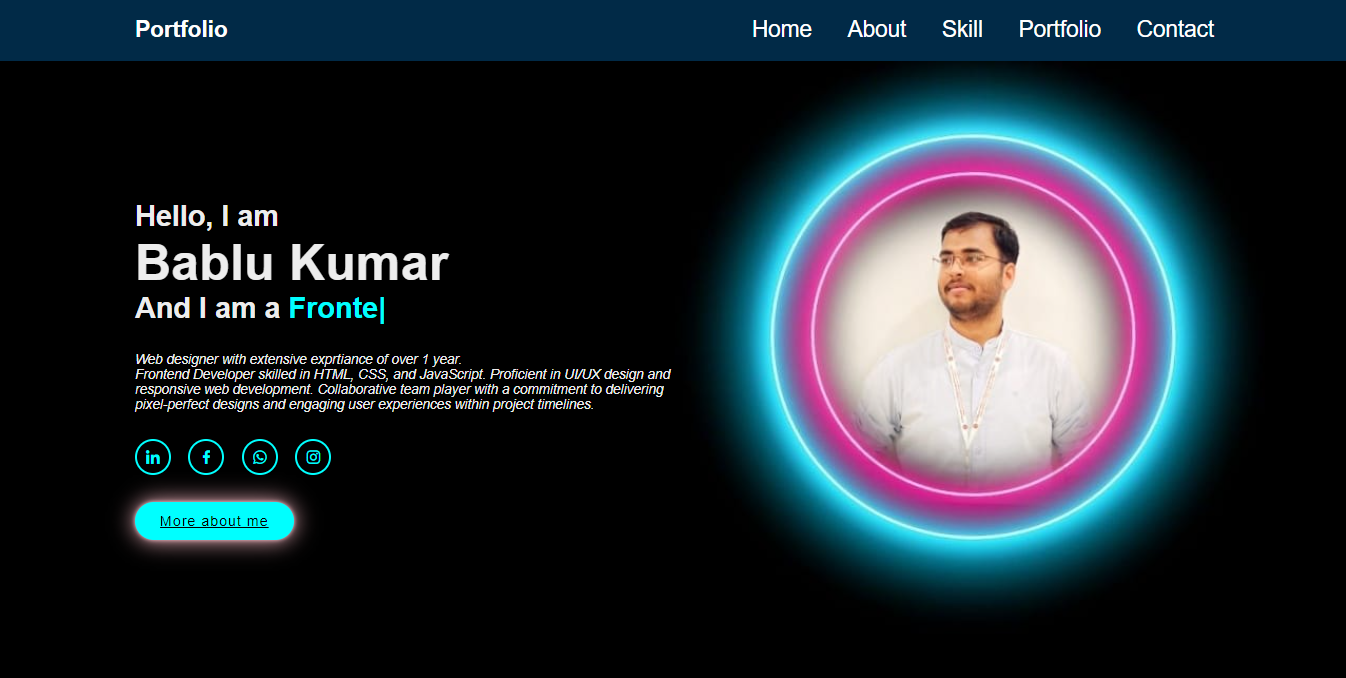 Portfolio
Home About Skill Portfolio Contact
Hello, I am
Bablu Kumar
And I am a Fronte|
Web designer with extensive exprtiance of over 1 year.
Frontend Developer skilled in HTML, CSS, and JavaScript. Proficient in UI/UX design and
responsive web development. Collaborative team player with a commitment to delivering
pixel-perfect designs and engaging user experiences within project timelines.
More about me